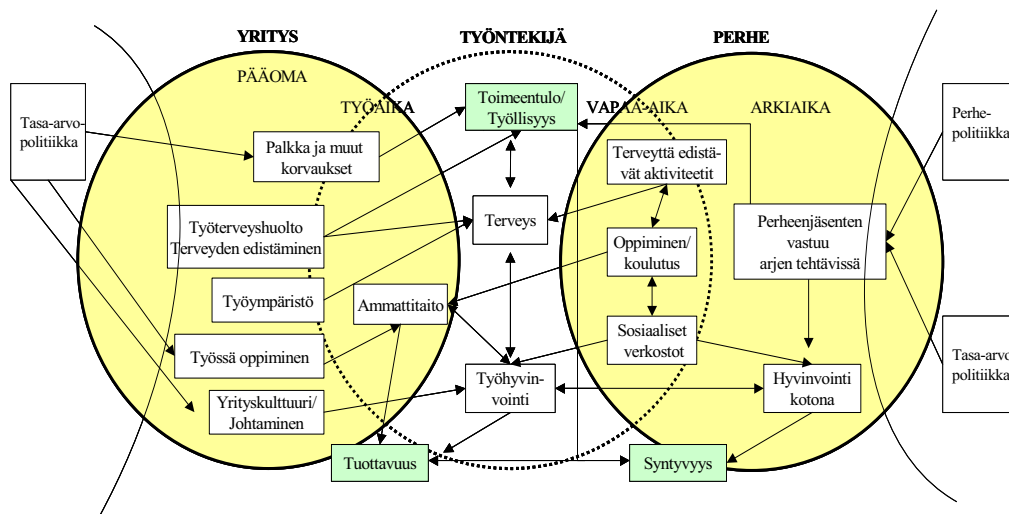 YRITYS
TYÖNTEKIJÄ
PERHE
PÄÄOMA
TYÖAIKA
VAPAA-AIKA
ARKIAIKA
Toimeentulo/
Työllisyys
Tasa-arvo-
politiikka
Perhe-
politiikka
Palkka ja muut
korvaukset
Terveyttä edistä-
vät aktiviteetit
Työterveyshuolto
Terveyden edistäminen
Terveys
Oppiminen/
koulutus
Perheenjäsenten
vastuu
arjen tehtävissä
Työympäristö
Ammattitaito
Sosiaaliset
verkostot
Työssä oppiminen
Tasa-arvo-
politiikka
Yrityskulttuuri/
Johtaminen
Työhyvin-
vointi
Hyvinvointi
kotona
Tuottavuus
Syntyvyys